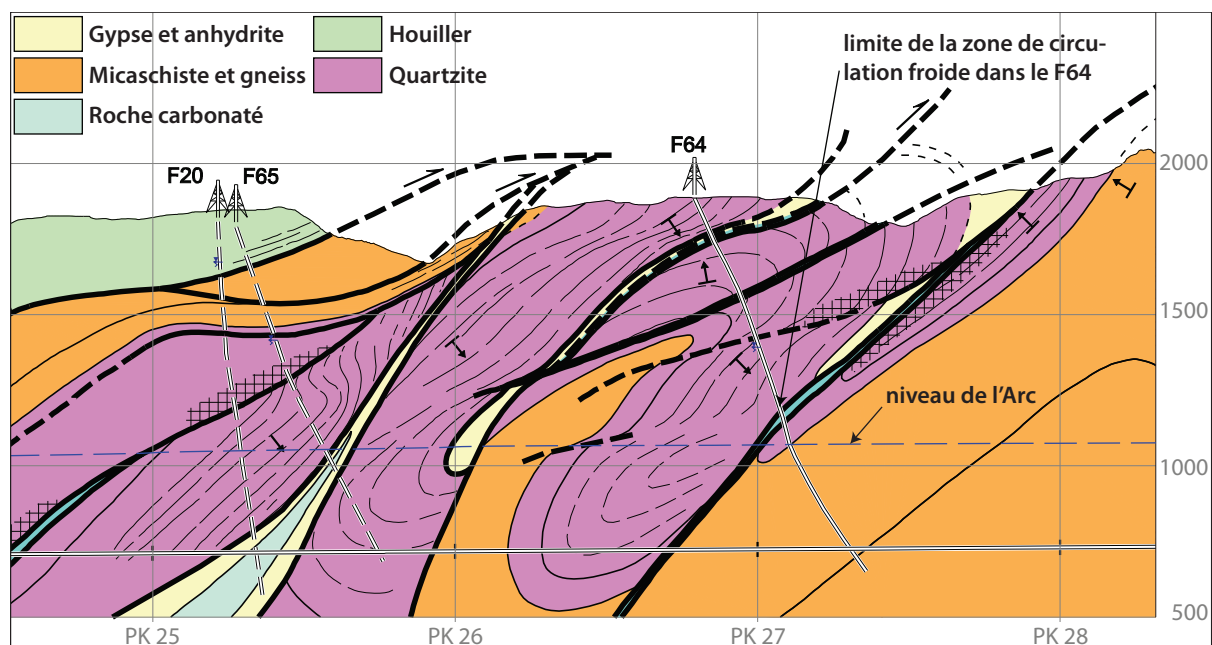 Gypse et anhydrite
Houiller
Micaschiste et gneiss
Quartzite
Roche carbonaté
limite de la zone de circu-
lation froide dans le F64
F20
F65
F64
2000
1500
niveau de l'Arc
1000
500
PK 25
PK 26
PK 27
PK 28